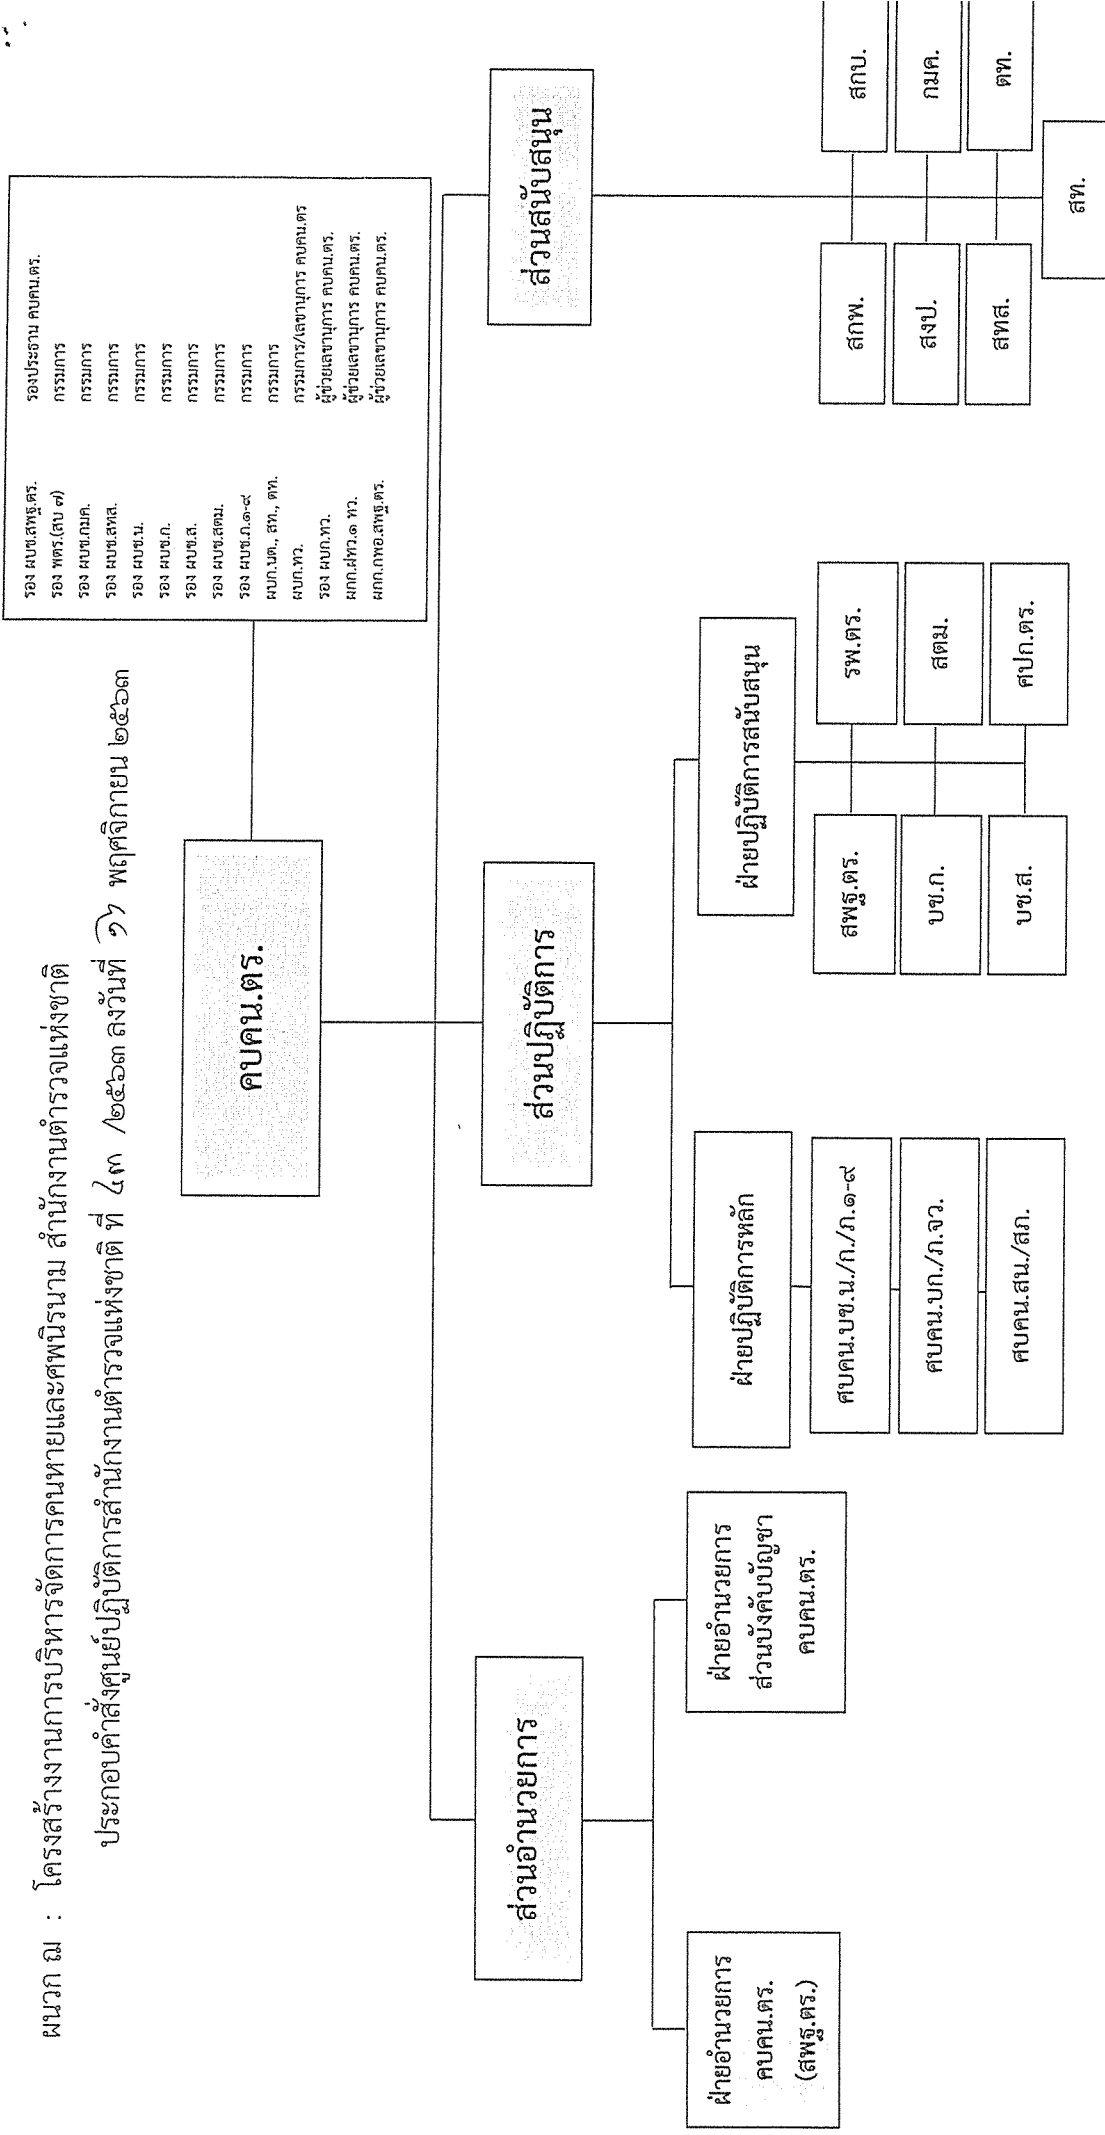 ผนวก ฌ : โครงสร้างงานการบริหารจัดการคนหายและศพนิรนาม สำนักงานตำรวจแห่งชาติ
ประกอบคำสั่งศูนย์ปฏิบัติการสำนักงานตำรวจแห่งชาติ ที่ ๔๓ /๒๕๖๓ ลงวันที่ ๑๖ พฤศจิกายน ๒๕๖๓
คบคน.ตร.
รอง ผบช.สพฐ.ตร. รองประธาน คบคน.ตร.
รอง พตร.(สบ ๗) กรรมการ
รอง ผบช.กมค. กรรมการ
รอง ผบช.สทส. กรรมการ
รอง ผบช.น. กรรมการ
รอง ผบช.ก. กรรมการ
รอง ผบช.ส. กรรมการ
รอง ผบช.สตม. กรรมการ
รอง ผบช.ภ.๑-๙ กรรมการ
ผบก.นต., สท., ตท. กรรมการ
ผบก.ทว. กรรมการ/เลขานุการ คบคน.ตร
รอง ผบก.ทว. ผู้ช่วยเลขานุการ คบคน.ตร.
ผกก.ฝทว.๑ ทว. ผู้ช่วยเลขานุการ คบคน.ตร.
ผกก.ภพอ.สพฐ.ตร. ผู้ช่วยเลขานุการ คบคน.ตร.
ส่วนอำนวยการ
ส่วนปฏิบัติการ
ส่วนสนับสนุน
ฝ่ายอำนวยการ
คบคน.ตร.
(สพฐ.ตร.)
ฝ่ายอำนวยการ
ส่วนบังคับบัญชา
คบคน.ตร.
ฝ่ายปฏิบัติการหลัก
ศบคน.บช.น./ก./ภ.๑-๙
ศบคน.บก./ภ.จว.
ศบคน.สน./สภ.
ฝ่ายปฏิบัติการสนับสนุน
สพฐ.ตร. รพ.ตร.
บช.ก. สตม.
บช.ส. ศปก.ตร.
สกพ. สกบ.
สงป. กมค.
สทส. ตท.
สท.